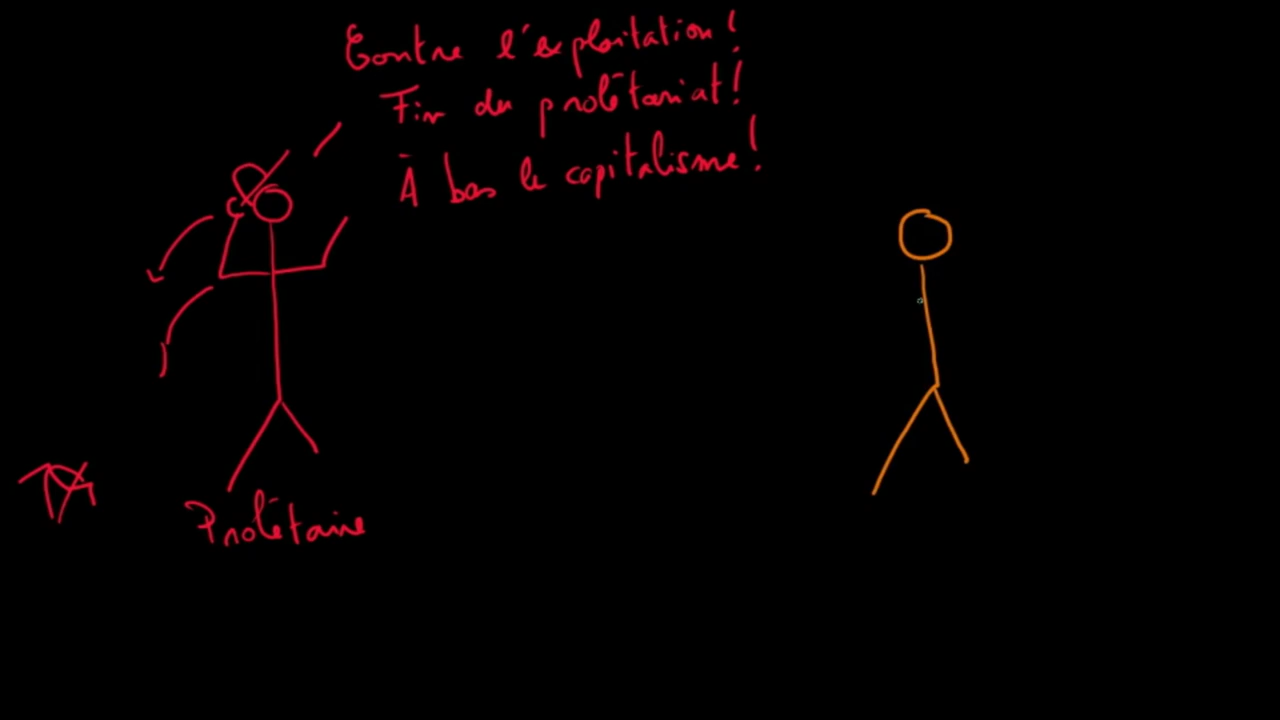 Contre l'exploitation !
Fin du prolétariat !
À bas le capitalisme !
Prolétaire